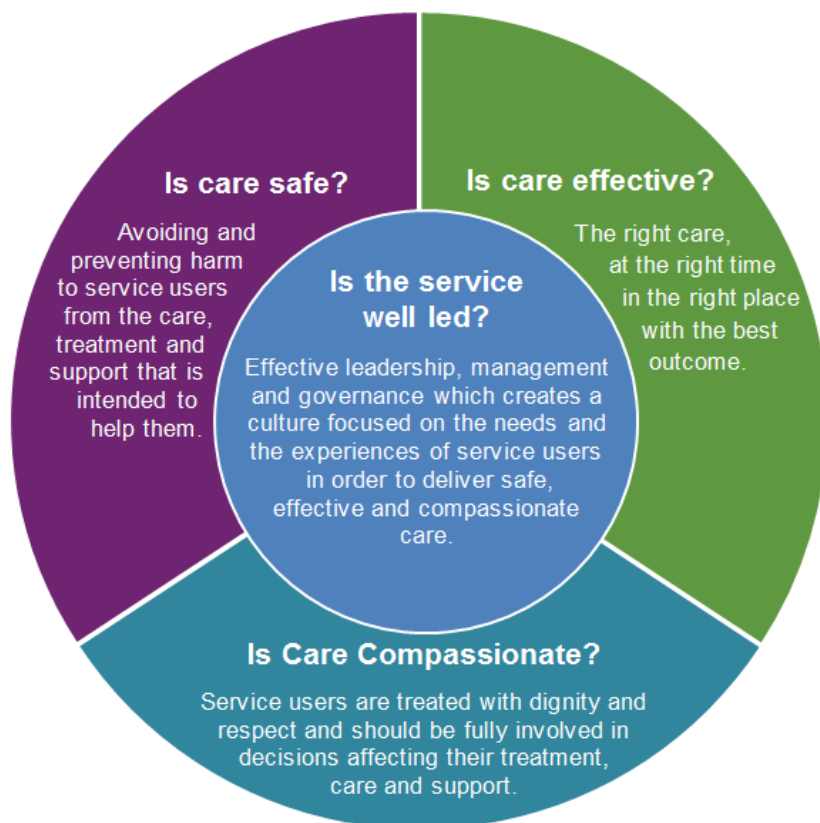 Is care safe?
Avoiding and
preventing harm
to service users
from the care,
treatment and
support that is
intended to
help them.
Is care effective?
The right care,
at the right time
in the right place
with the best
outcome.
Is the service
well led?
Effective leadership, management
and governance which creates a
culture focused on the needs and
the experiences of service users
in order to deliver safe,
effective and compassionate
care.
Is Care Compassionate?
Service users are treated with dignity and
respect and should be fully involved in
decisions affecting their treatment,
care and support.